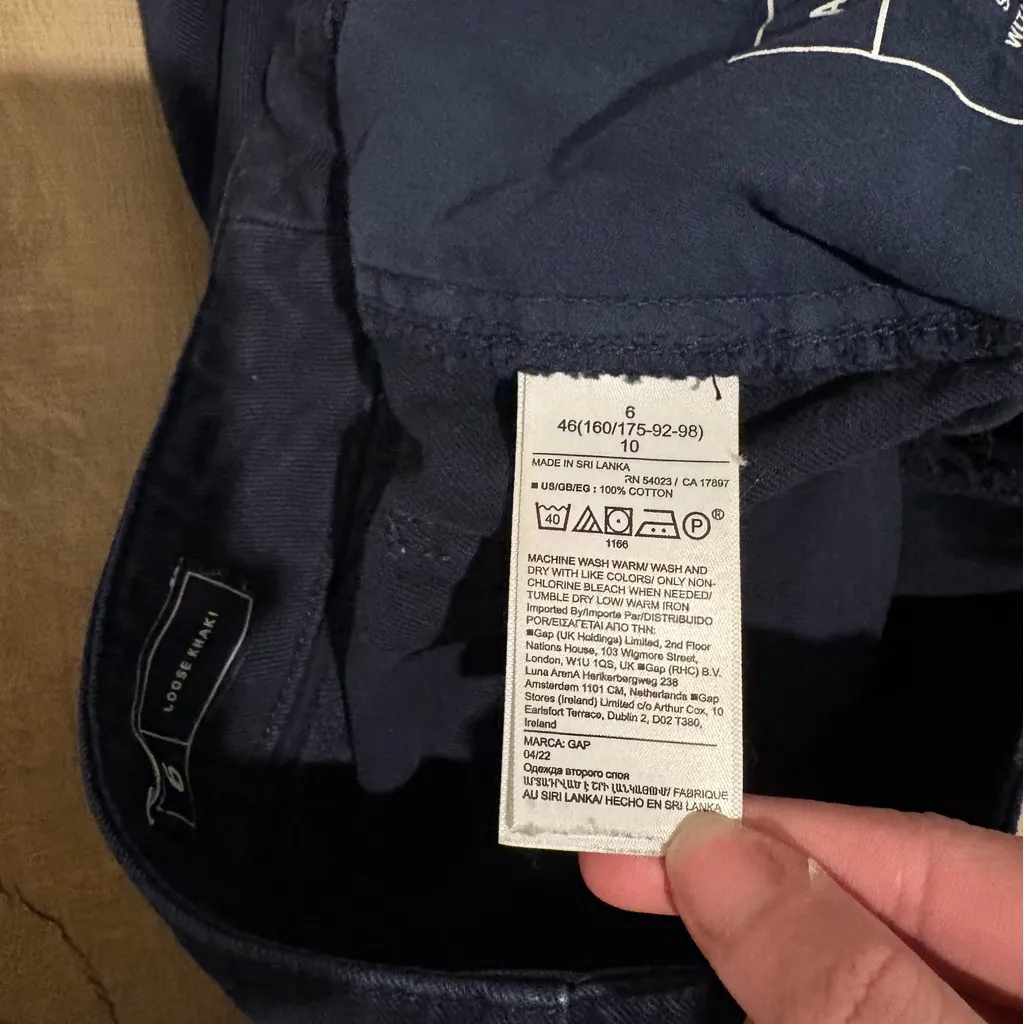 A
WIT
6
46(160/175-92-98)
10
MADE IN SRI LANKA
RN 54023 / CA 17897
■ US/GB/EG : 100% COTTON
40 P®
1166
MACHINE WASH WARM/ WASH AND
DRY WITH LIKE COLORS/ ONLY NON-
CHLORINE BLEACH WHEN NEEDED/
TUMBLE DRY LOW/ WARM IRON
Imported By/Importe Par/DISTRIBUIDO
POR/ΕΙΣΑΓΕΤΑΙ ΑΠΟ ΤΗΝ:
■Gap (UK Holdings) Limited, 2nd Floor
Nations House, 103 Wigmore Street,
London, W1U 1QS, UK ■Gap (RHC) B.V.
Luna ArenA Herikerbergweg 238
Amsterdam 1101 CM, Netherlands ■Gap
Stores (Ireland) Limited c/o Arthur Cox, 10
Earlsfort Terrace, Dublin 2, D02 T380,
Ireland
MARCA: GAP
04/22
Одежда второго слоя
ԱՐՏԱԴՐՎԱԾ Է ՇՐԻ ԼԱՆԿԱՅՈՒՄ/ FABRIQUE
AU SIRI LANKA/ HECHO EN SRI LANKA
LOOSE KHAKI
6